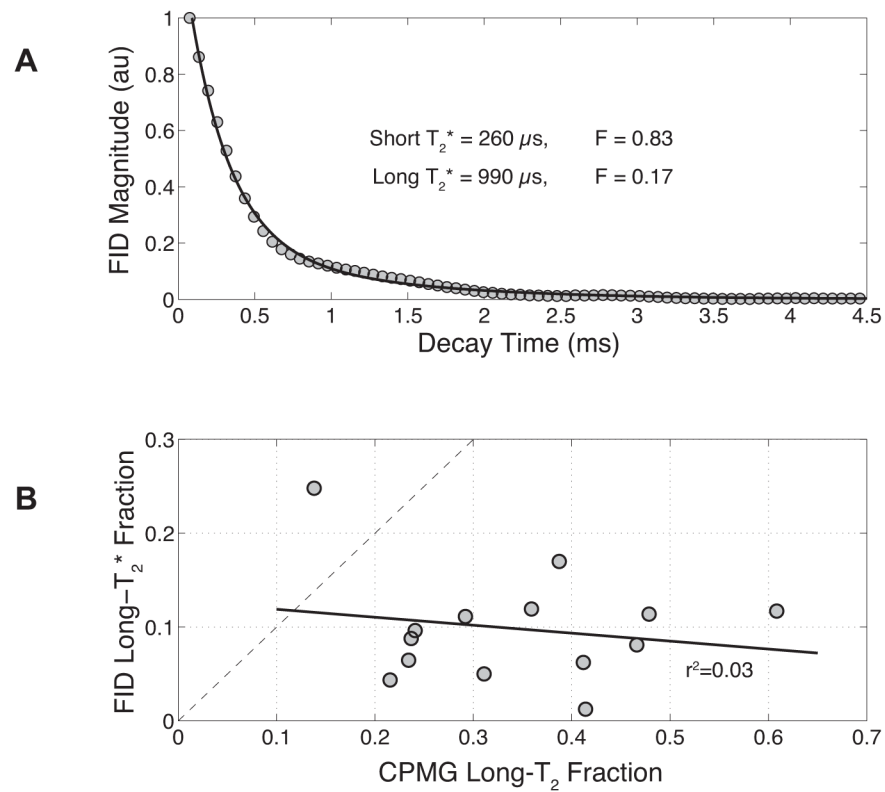 A
FID Magnitude (au)
1
0.8
0.6
0.4
0.2
0
Short T₂* = 260 µs, F = 0.83
Long T₂* = 990 µs, F = 0.17
0 0.5 1 1.5 2 2.5 3 3.5 4 4.5
Decay Time (ms)
B
FID Long–T₂* Fraction
0.3
0.2
0.1
0
r²=0.03
0 0.1 0.2 0.3 0.4 0.5 0.6 0.7
CPMG Long-T₂ Fraction